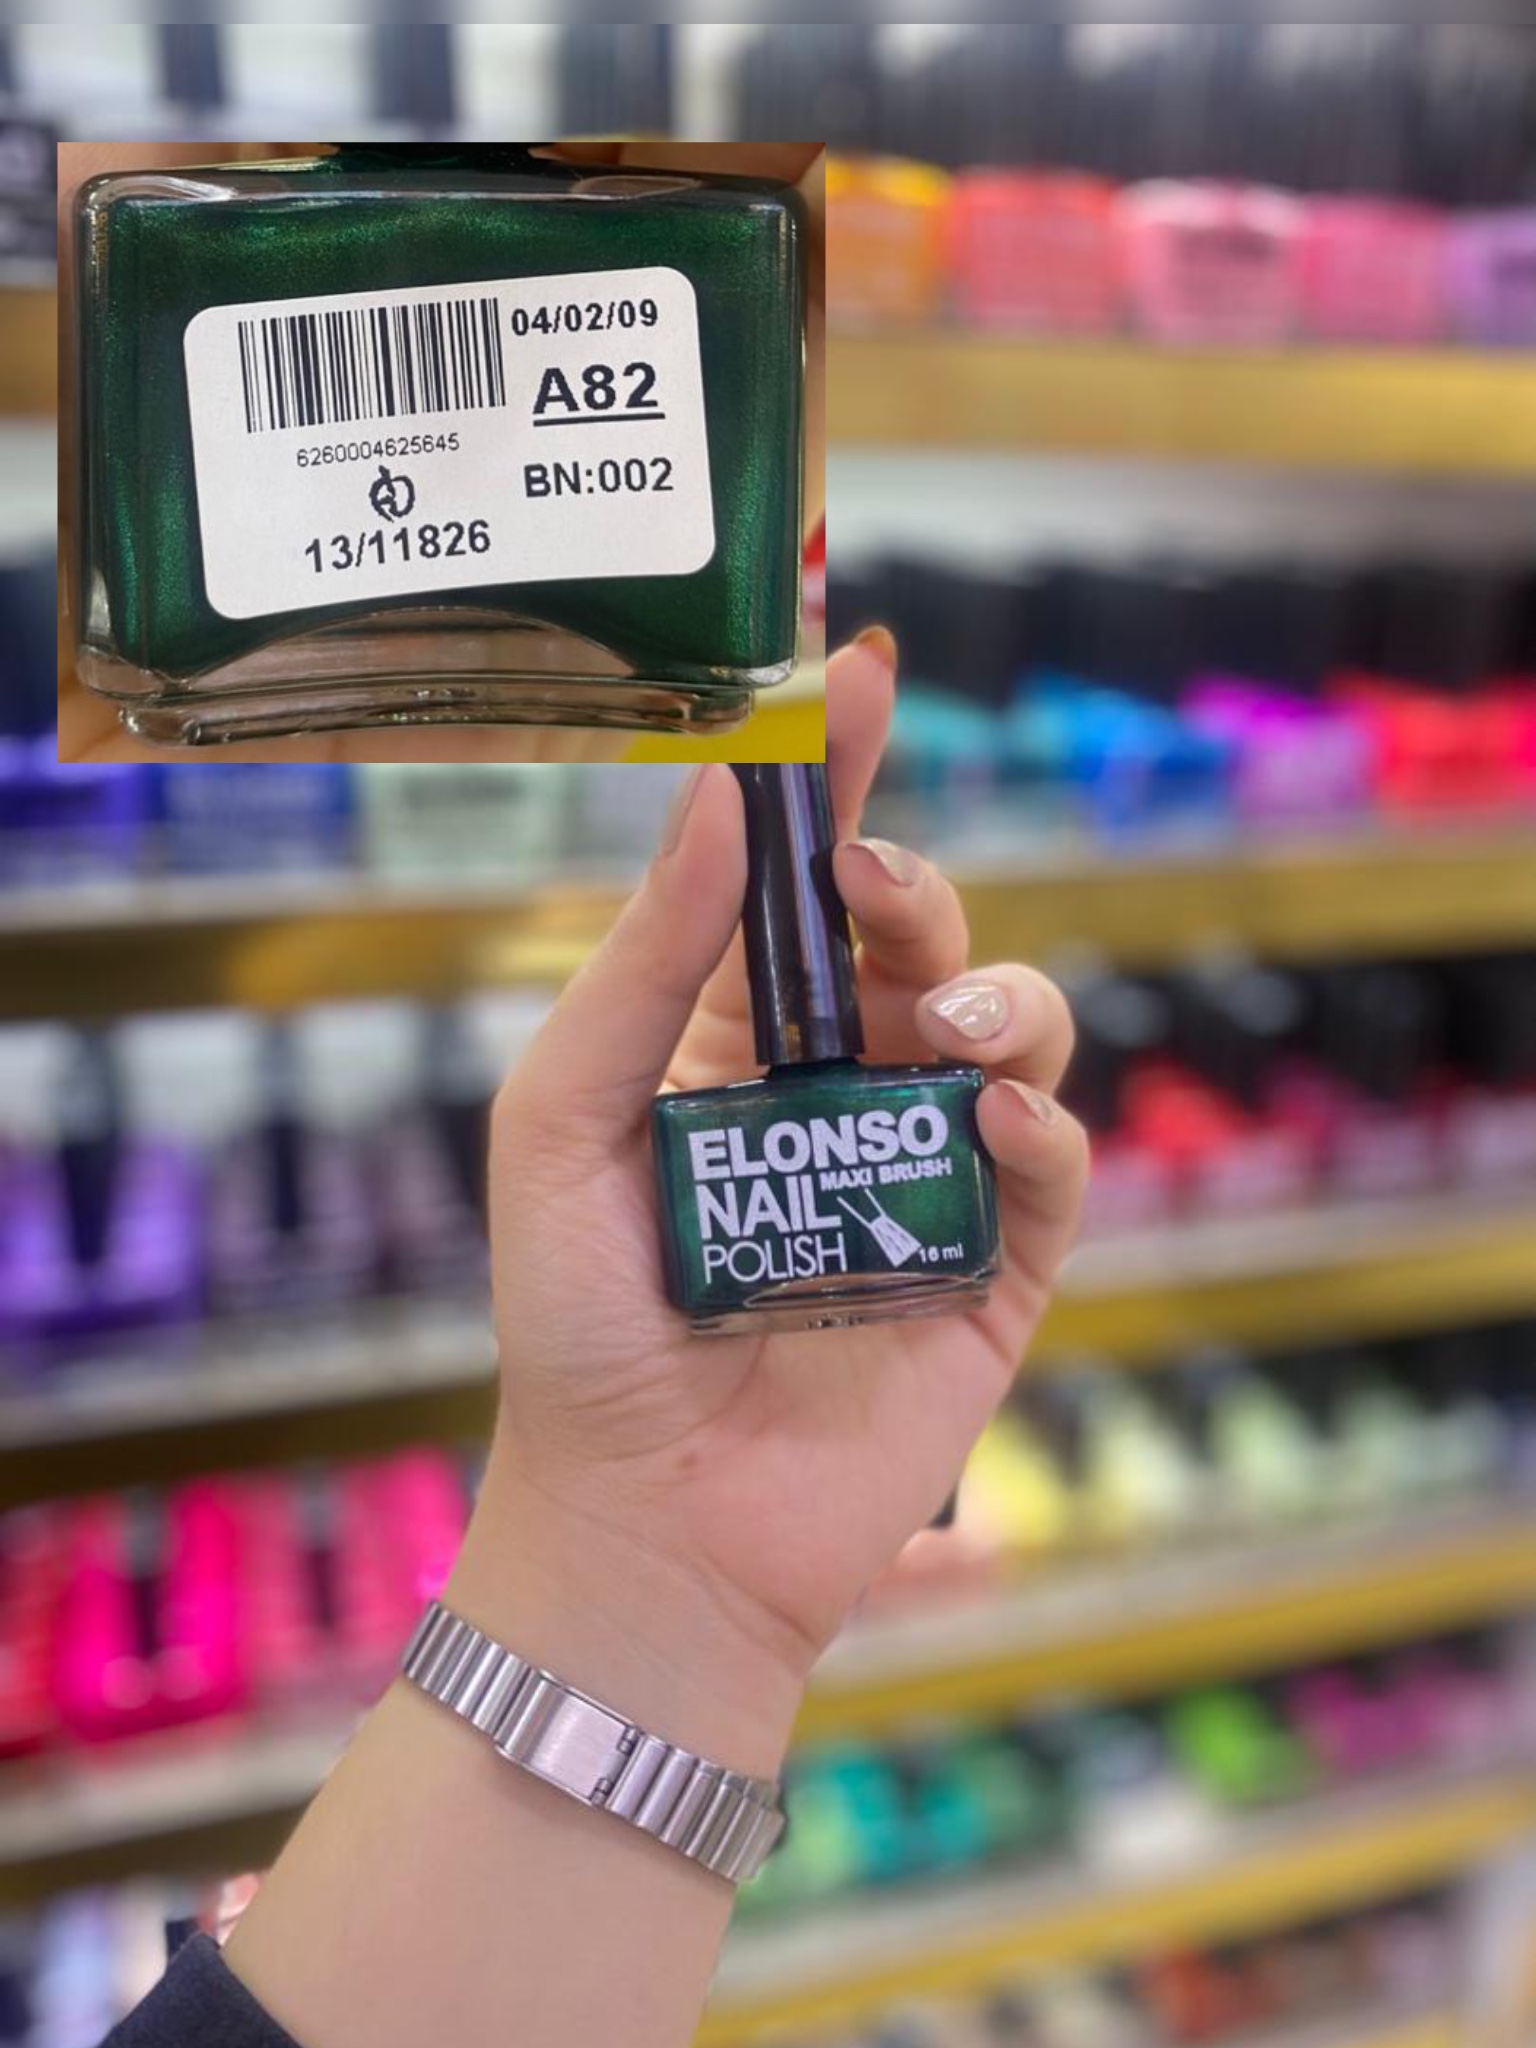 04/02/09
A82
6260004625645
BN:002
13/11826
ELONSO
MAXI BRUSH
NAIL
POLISH
16 ml